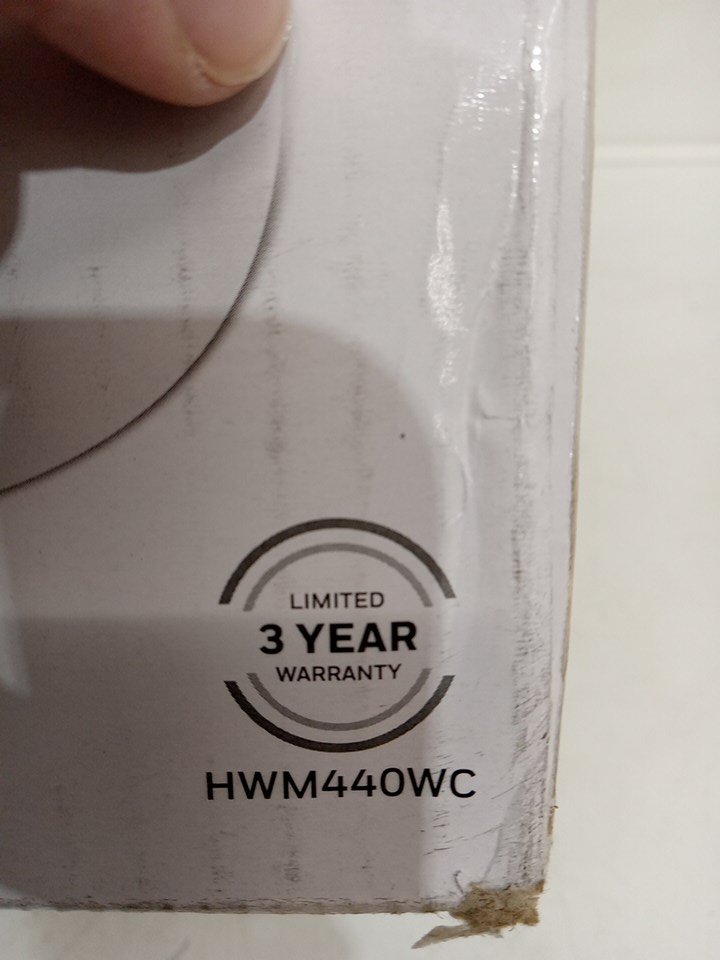 LIMITED
3 YEAR
WARRANTY
HWM440WC